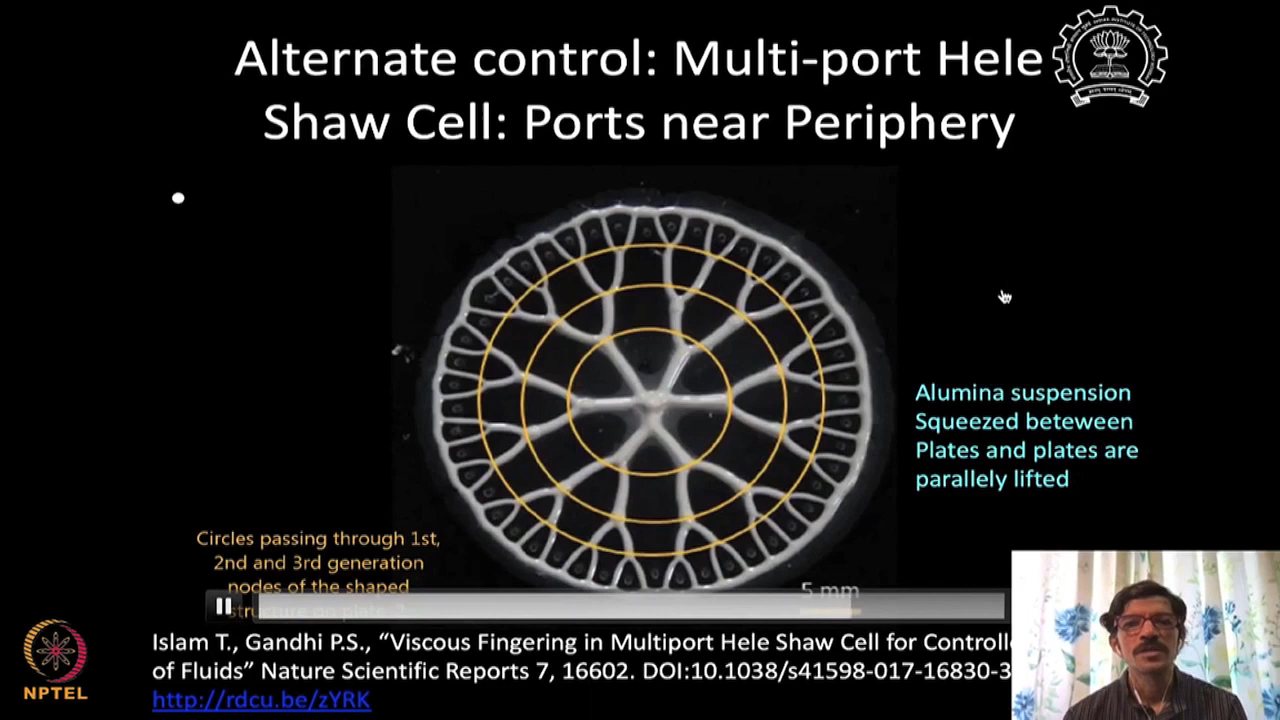 Alternate control: Multi-port Hele
Shaw Cell: Ports near Periphery
Alumina suspension
Squeezed beteween
Plates and plates are
parallely lifted
Circles passing through 1st,
2nd and 3rd generation
nodes of the shaped
5 mm
Islam T., Gandhi P.S., “Viscous Fingering in Multiport Hele Shaw Cell for Controlle
of Fluids” Nature Scientific Reports 7, 16602. DOI:10.1038/s41598-017-16830-3
http://rdcu.be/zYRK
NPTEL